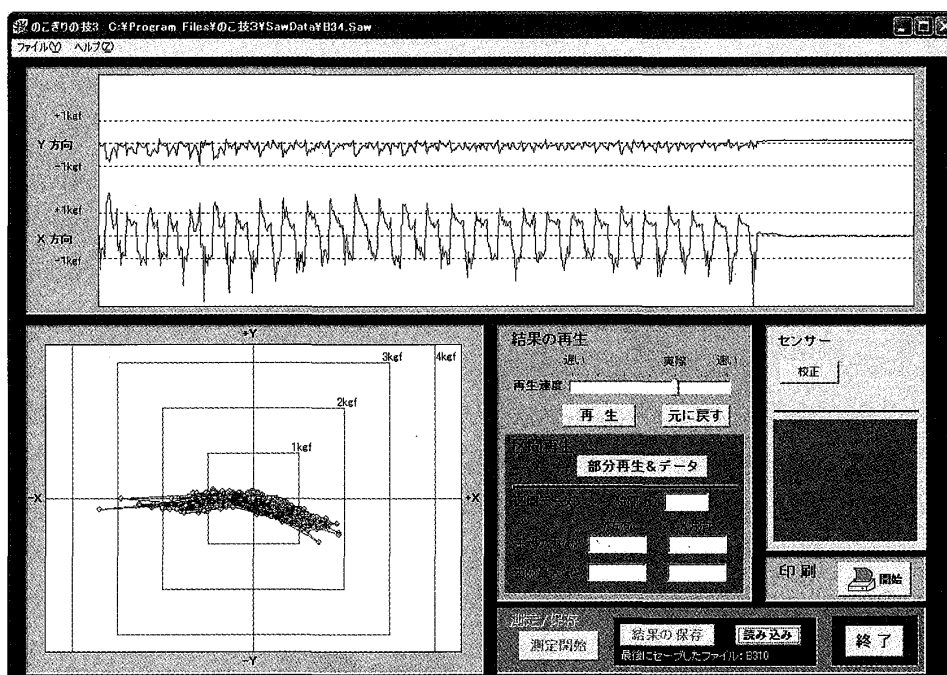 のこぎりの技3 C:¥Program Files¥のこ技3¥SawData¥B34.Saw
ファイル(Y) ヘルプ(Z)
+1kgf
Y 方向
-1kgf
+1kgf
X 方向
-1kgf
+Y
3kgf
4kgf
2kgf
1kgf
-X
+X
-Y
結果の再生
遅い 実際 速い
再生速度
再 生
元に戻す
部分再生&データ
センサー
校正
印 刷
開始
測定/保存
測定開始
結果の保存
読み込み
最後にセーブしたファイル:B310
終 了